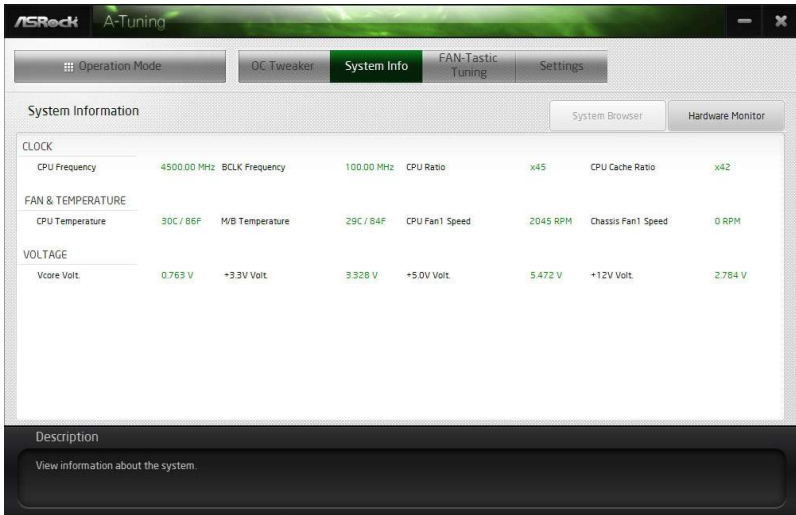 ASRock A-Tuning
Operation Mode OC Tweaker System Info FAN-Tastic Tuning Settings
System Information System Browser Hardware Monitor
CLOCK
CPU Frequency 4500.00 MHz BCLK Frequency 100.00 MHz CPU Ratio x45 CPU Cache Ratio x42
FAN & TEMPERATURE
CPU Temperature 30C / 86F M/B Temperature 29C / 84F CPU Fan1 Speed 2045 RPM Chassis Fan1 Speed 0 RPM
VOLTAGE
Vcore Volt. 0.763 V +3.3V Volt. 3.328 V +5.0V Volt. 5.472 V +12V Volt. 2.784 V
Description
View information about the system.